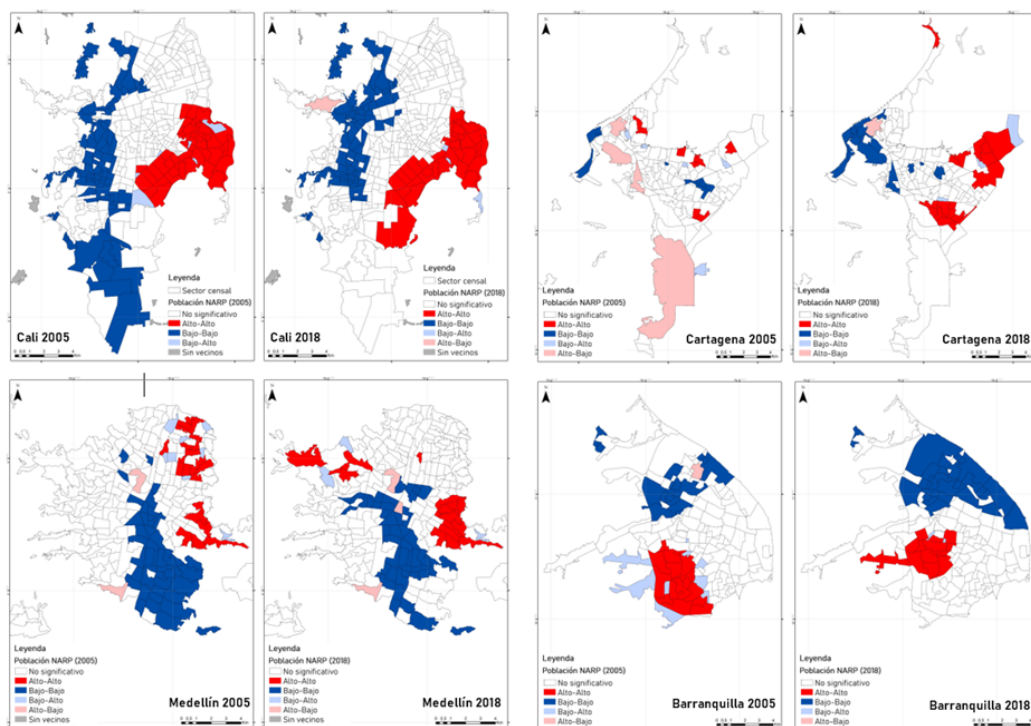 Leyenda
Sector censal
Población NARP (2005)
No significativo
Alto-Alto
Bajo-Bajo
Bajo-Alto
Sin vecinos
Cali 2005
Leyenda
Población NARP (2018)
No significativo
Alto-Alto
Bajo-Bajo
Bajo-Alto
Alto-Bajo
Sin vecinos
Cali 2018
Leyenda
Población NARP (2005)
No significativo
Alto-Alto
Bajo-Bajo
Bajo-Alto
Alto-Bajo
Cartagena 2005
Leyenda
Población NARP (2018)
No significativo
Alto-Alto
Bajo-Bajo
Bajo-Alto
Alto-Bajo
Cartagena 2018
Leyenda
Población NARP (2005)
No significativo
Alto-Alto
Bajo-Bajo
Bajo-Alto
Alto-Bajo
Sin vecinos
Medellín 2005
Leyenda
Población NARP (2018)
No significativo
Alto-Alto
Bajo-Bajo
Bajo-Alto
Alto-Bajo
Medellín 2018
Leyenda
Población NARP (2005)
No significativo
Alto-Alto
Bajo-Bajo
Bajo-Alto
Alto-Bajo
Barranquilla 2005
Leyenda
Población NARP (2018)
No significativo
Alto-Alto
Bajo-Bajo
Bajo-Alto
Barranquilla 2018